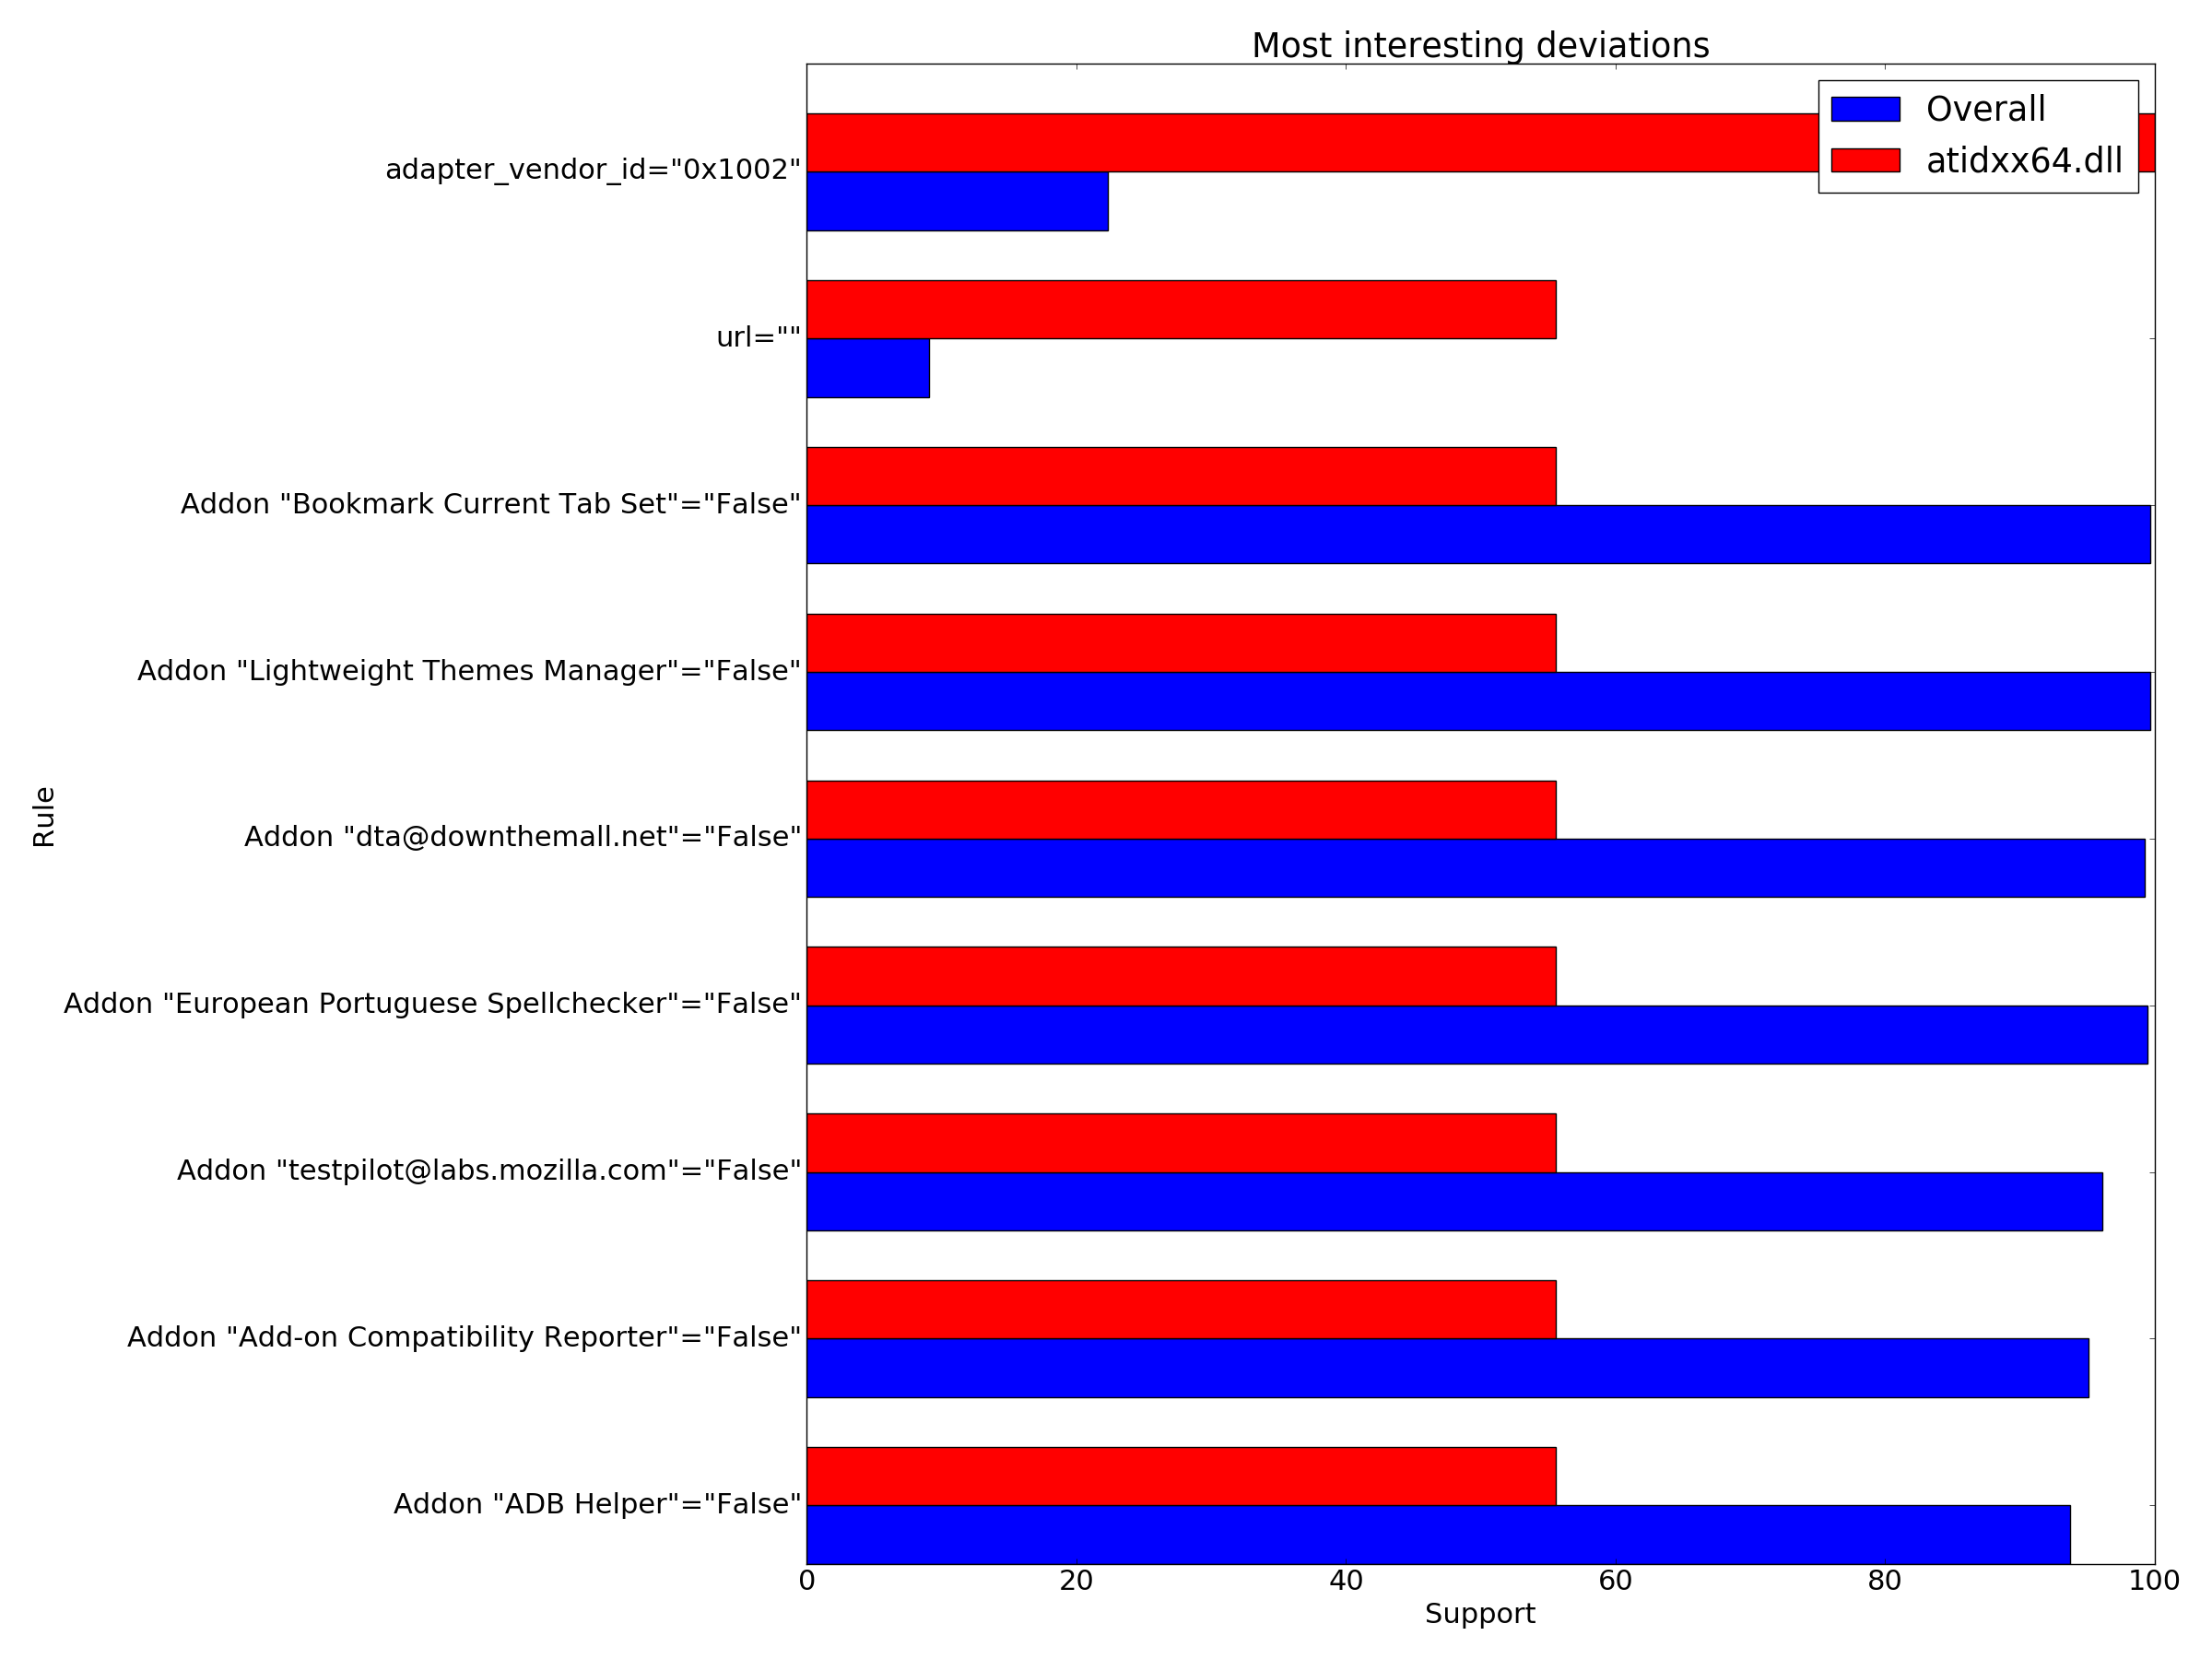 Most interesting deviations
Overall
atidxx64.dll
adapter_vendor_id="0x1002"
url=""
Addon "Bookmark Current Tab Set"="False"
Addon "Lightweight Themes Manager"="False"
Addon "dta@downthemall.net"="False"
Addon "European Portuguese Spellchecker"="False"
Addon "testpilot@labs.mozilla.com"="False"
Addon "Add-on Compatibility Reporter"="False"
Addon "ADB Helper"="False"
Rule
0 20 40 60 80 100
Support